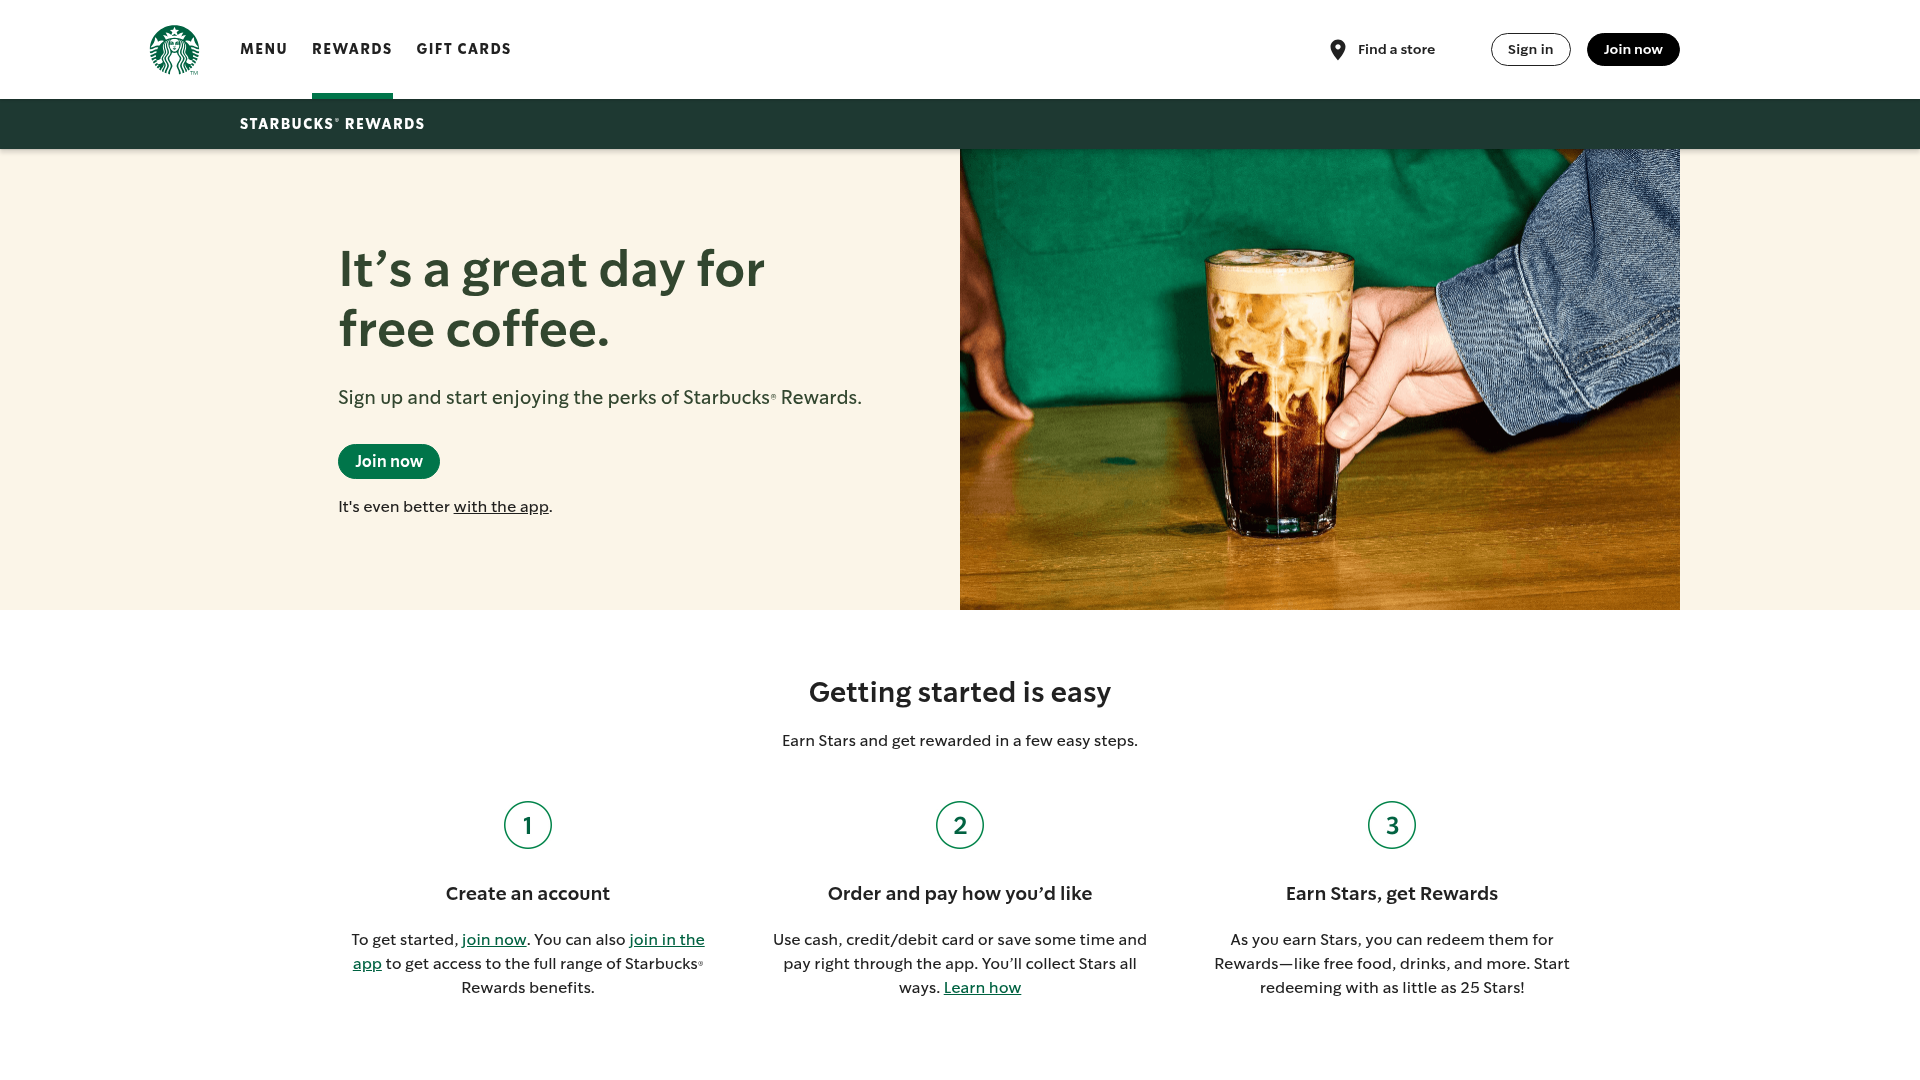 MENU
REWARDS
GIFT CARDS
Find a store
Sign in
Join now
STARBUCKS® REWARDS
It’s a great day for
free coffee.
Sign up and start enjoying the perks of Starbucks® Rewards.
Join now
It's even better with the app.
Getting started is easy
Earn Stars and get rewarded in a few easy steps.
1
Create an account
To get started, join now. You can also join in the
app to get access to the full range of Starbucks®
Rewards benefits.
2
Order and pay how you’d like
Use cash, credit/debit card or save some time and
pay right through the app. You’ll collect Stars all
ways. Learn how
3
Earn Stars, get Rewards
As you earn Stars, you can redeem them for
Rewards—like free food, drinks, and more. Start
redeeming with as little as 25 Stars!